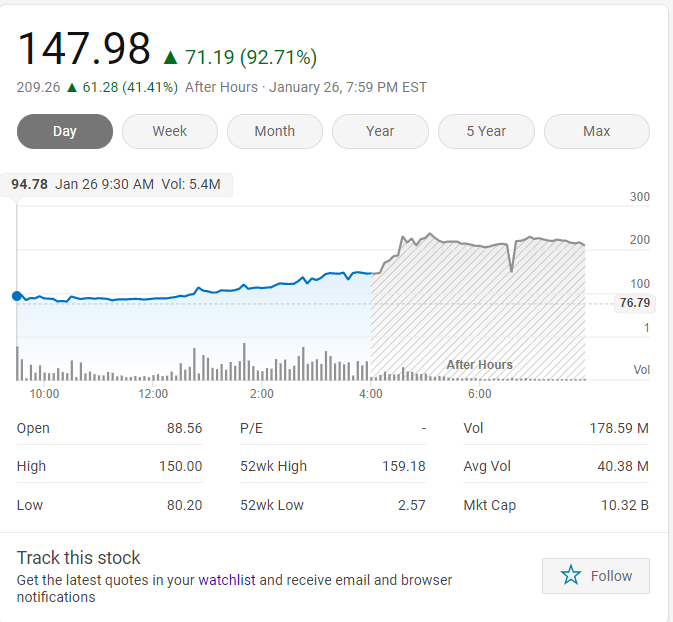 147.98 ▲ 71.19 (92.71%)
209.26 ▲ 61.28 (41.41%) After Hours · January 26, 7:59 PM EST
Day Week Month Year 5 Year Max
94.78 Jan 26 9:30 AM Vol: 5.4M
300
200
100
76.79
1
After Hours
Vol
10:00 12:00 2:00 4:00 6:00
Open 88.56 P/E - Vol 178.59 M
High 150.00 52wk High 159.18 Avg Vol 40.38 M
Low 80.20 52wk Low 2.57 Mkt Cap 10.32 B
Track this stock
Get the latest quotes in your watchlist and receive email and browser
notifications
Follow